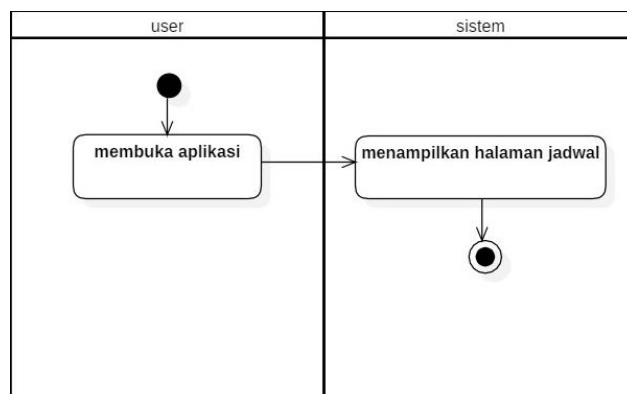 user
sistem
membuka aplikasi
menampilkan halaman jadwal